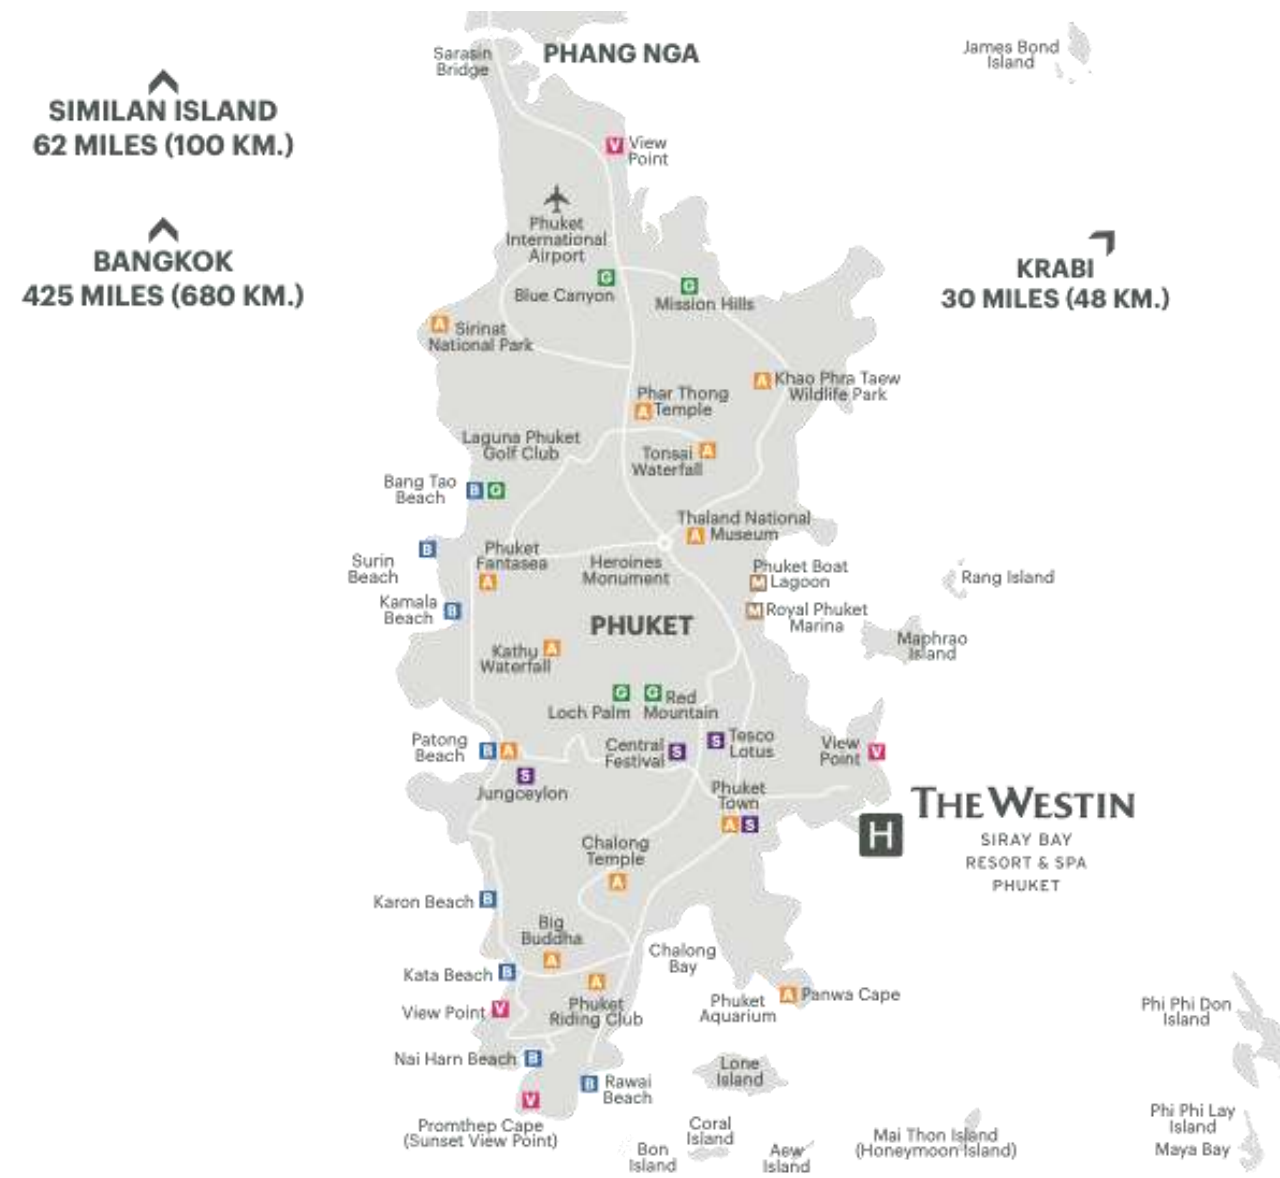 Sarasin
Bridge
PHANG NGA
James Bond
Island
SIMILAN ISLAND
62 MILES (100 KM.)
V View
Point
BANGKOK
425 MILES (680 KM.)
Phuket
International
Airport
KRABI
30 MILES (48 KM.)
G
Blue Canyon
G
Mission Hills
A Sirinat
National Park
A Khao Phra Taew
Wildlife Park
Phar Thong
A Temple
Laguna Phuket
Golf Club
Tonsai A
Waterfall
Bang Tao
Beach
B G
Thaland National
A Museum
B
Surin
Beach
Phuket
Fantasea
A
Heroines
Monument
Phuket Boat
M Lagoon
Rang Island
Kamala
Beach
B
M Royal Phuket
Marina
PHUKET
Maphrao
Island
Kathu A
Waterfall
G
Loch Palm
G Red
Mountain
Patong
Beach
B A
Central
Festival
S
S Tesco
Lotus
View
Point
V
S
Jungceylon
Phuket
Town
A S
THE WESTIN
H
SIRAY BAY
RESORT & SPA
PHUKET
Chalong
Temple
A
Karon Beach B
Big
Buddha
A
Chalong
Bay
Kata Beach B
A
Phuket
Riding Club
View Point V
Phuket
Aquarium
A Panwa Cape
Phi Phi Don
Island
Nai Harn Beach B
B Rawai
Beach
Lone
Island
V
Promthep Cape
(Sunset View Point)
Coral
Island
Bon
Island
Aew
Island
Mai Thon Island
(Honeymoon Island)
Phi Phi Lay
Island
Maya Bay